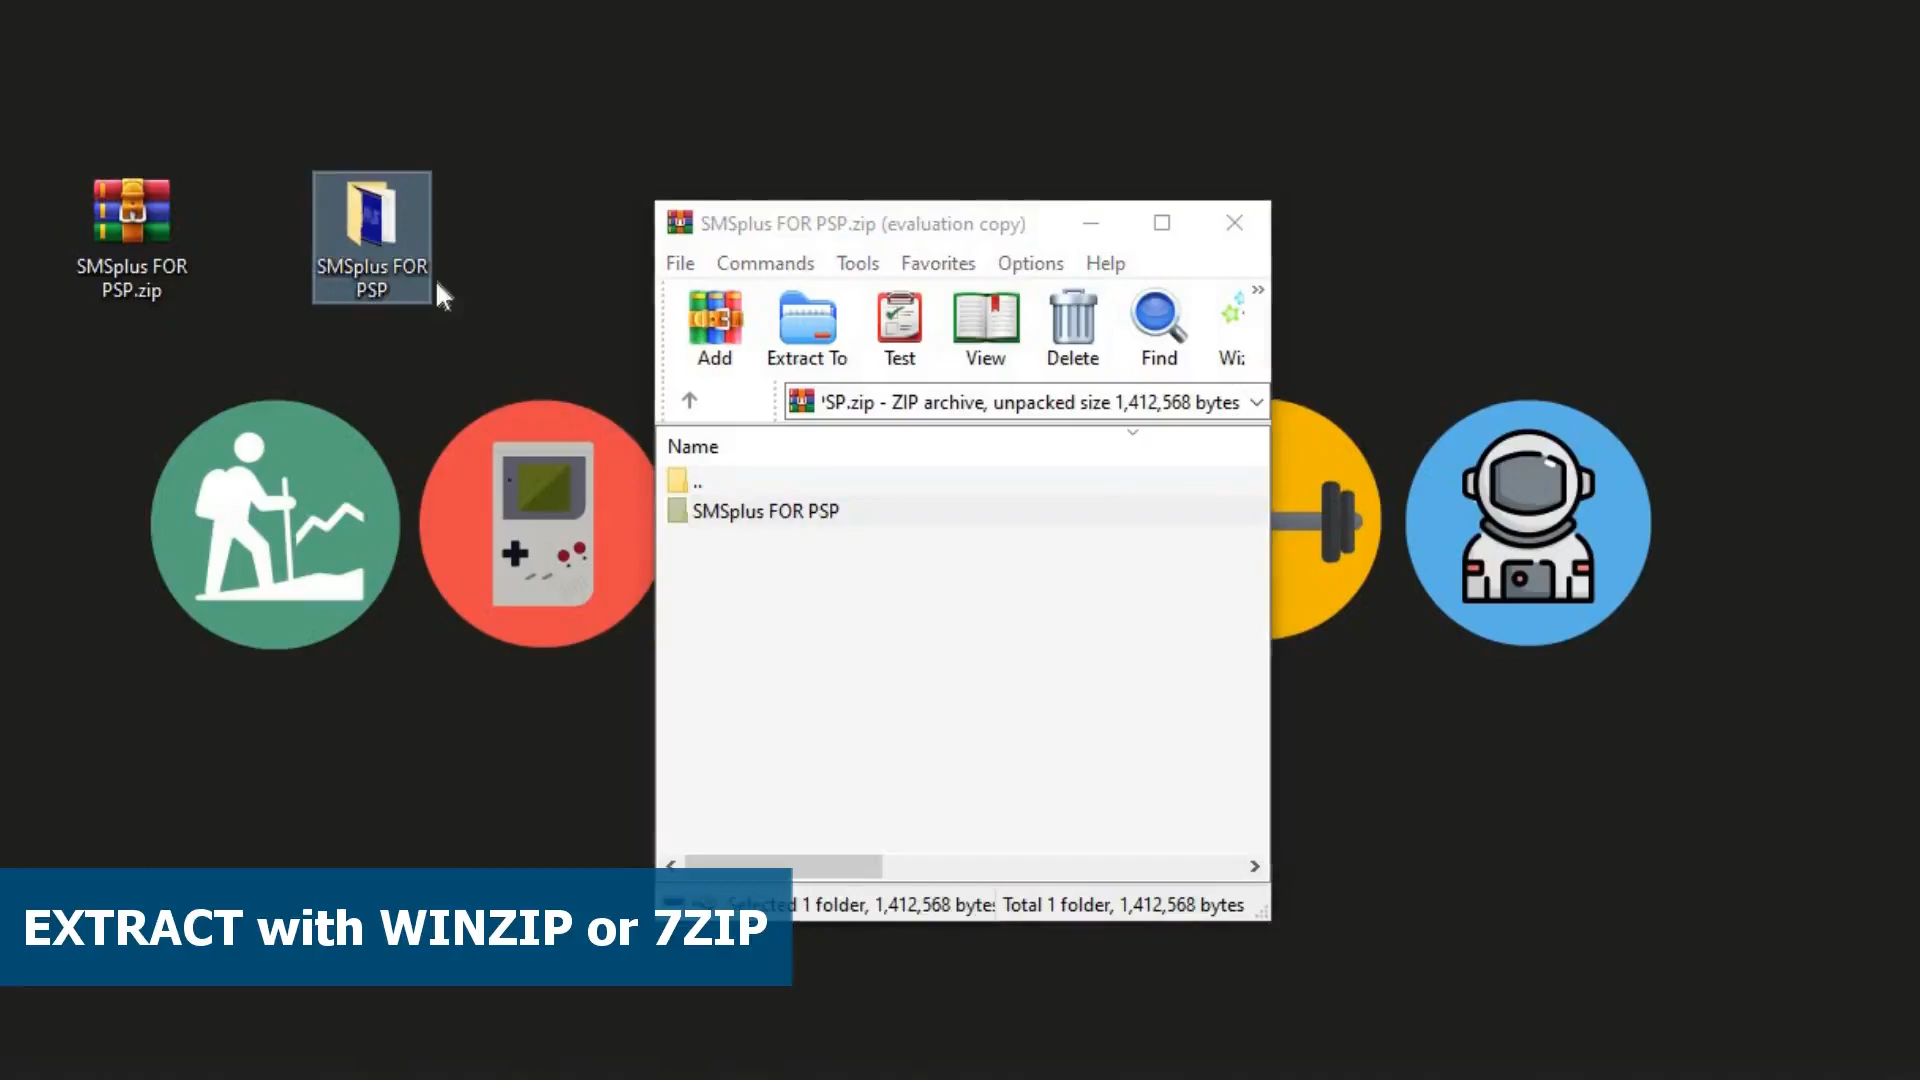 SMSplus FOR
PSP.zip
SMSplus FOR
PSP
SMSplus FOR PSP.zip (evaluation copy)
File Commands Tools Favorites Options Help
Add Extract To Test View Delete Find Wi
'SP.zip - ZIP archive, unpacked size 1,412,568 bytes
Name
..
SMSplus FOR PSP
Selected 1 folder, 1,412,568 bytes Total 1 folder, 1,412,568 bytes
EXTRACT with WINZIP or 7ZIP